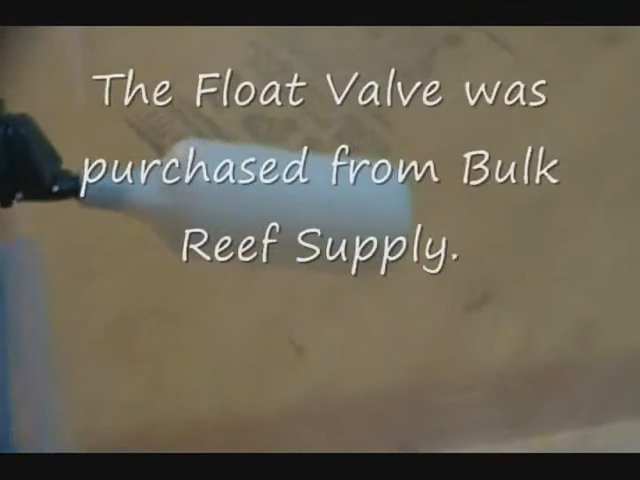 The Float Valve was
purchased from Bulk
Reef Supply.